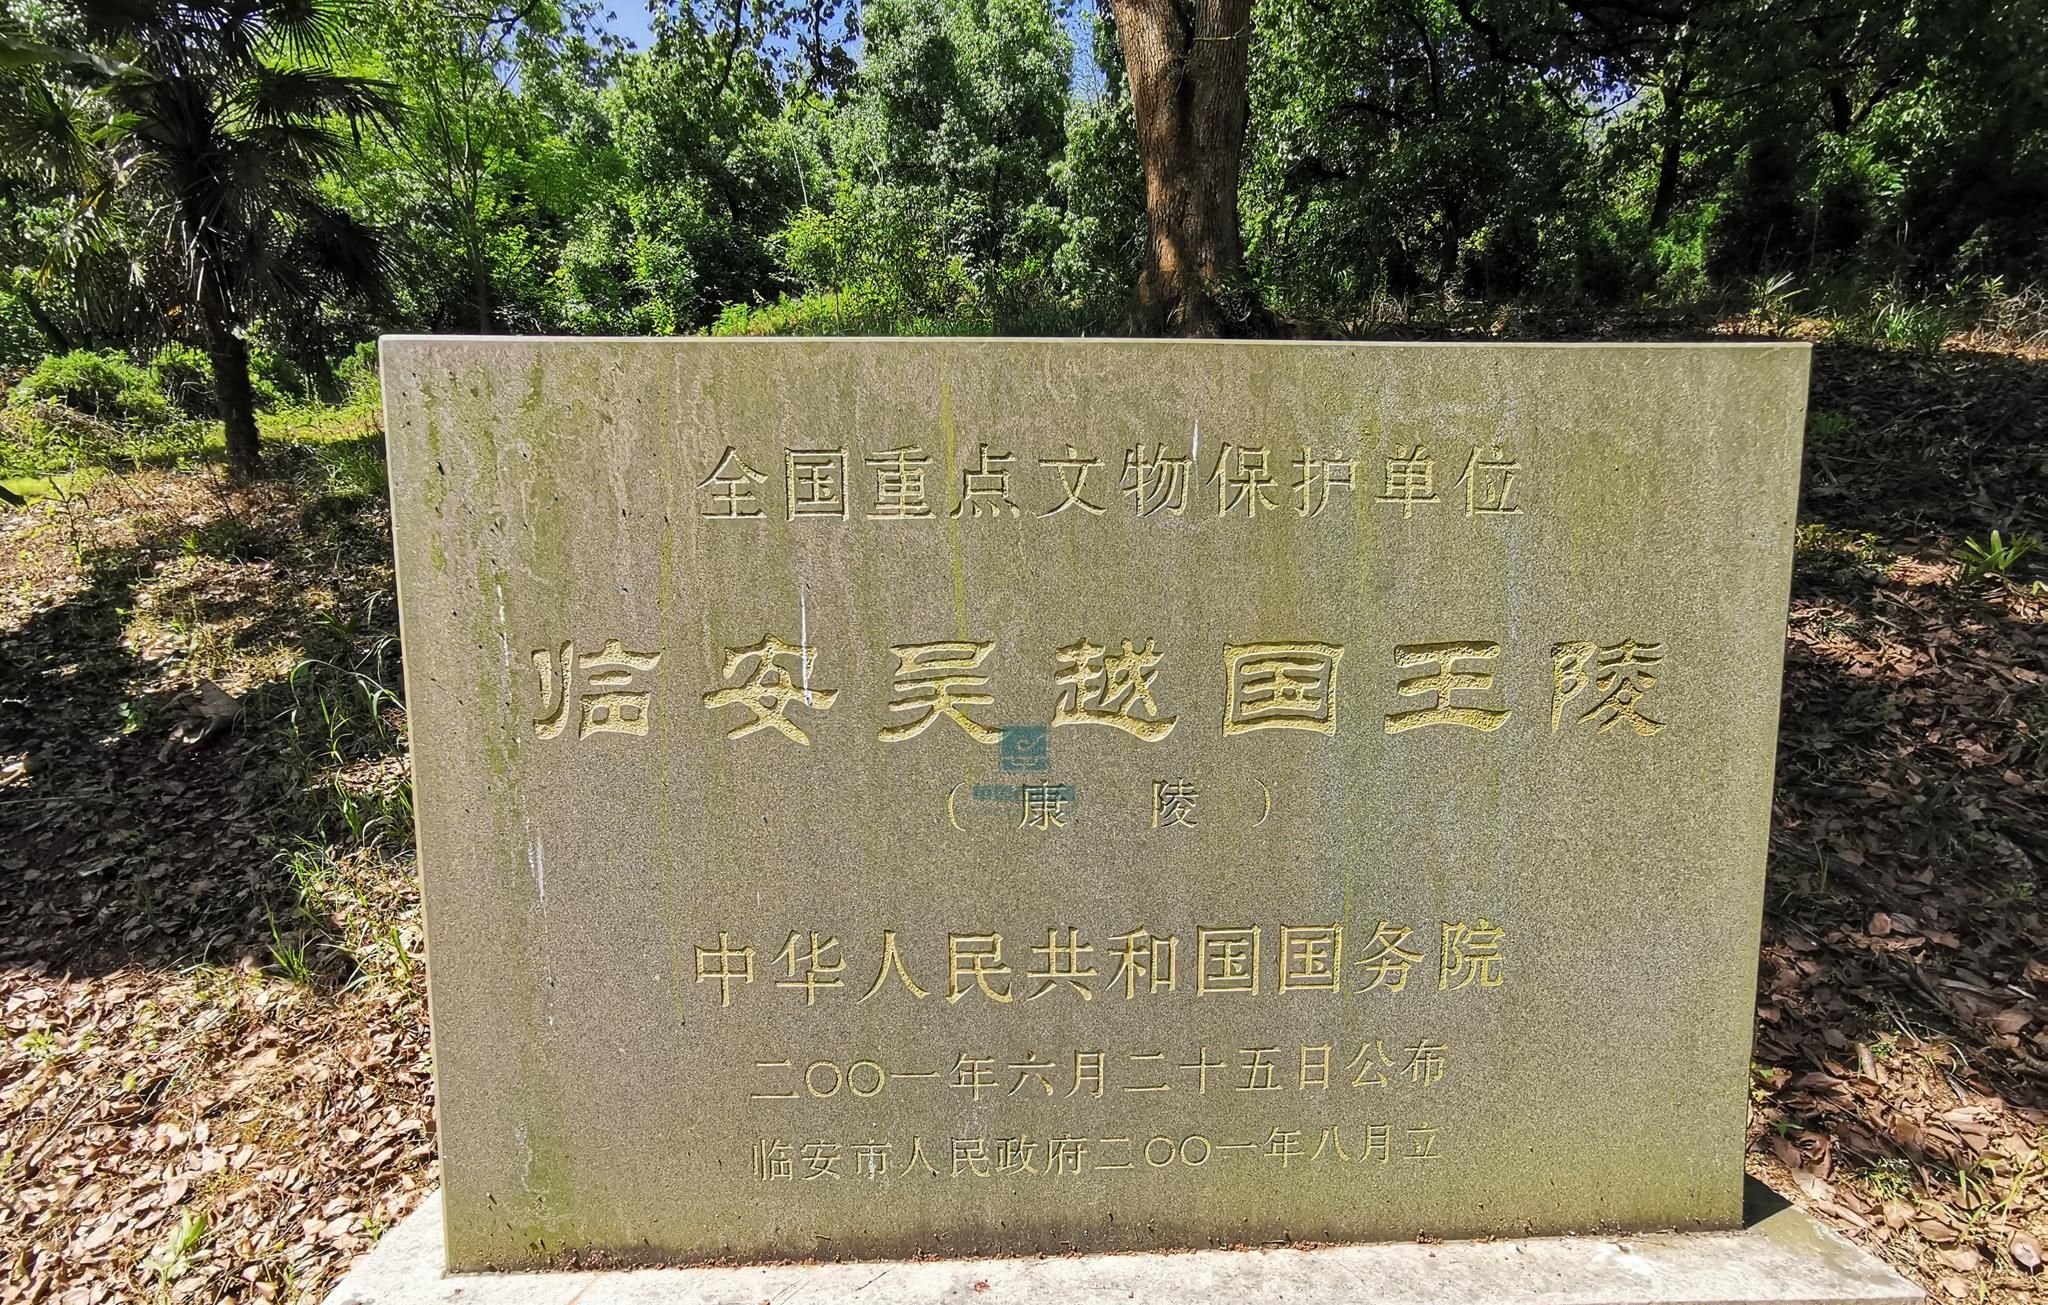 全国重点文物保护单位
临安吴越国王陵
（康陵）
中华人民共和国国务院
二〇〇一年六月二十五日公布
临安市人民政府二〇〇一年八月立